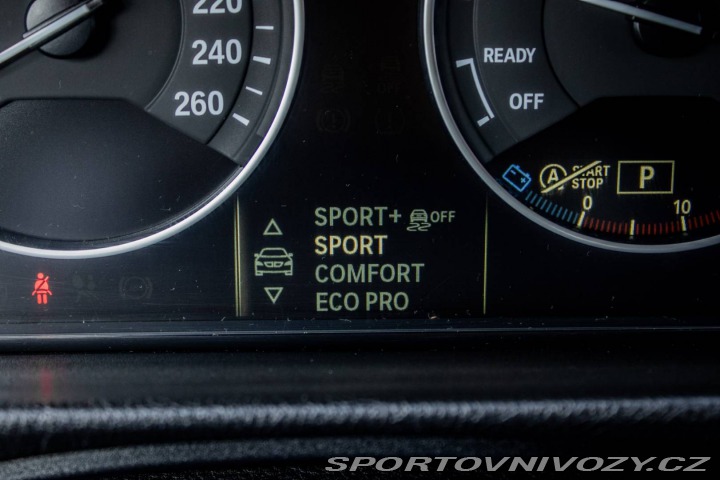 220
240
260
READY
OFF
A START
STOP
P
0 10
SPORT+ OFF
SPORT
COMFORT
ECO PRO
SPORTOVNIVOZY.CZ